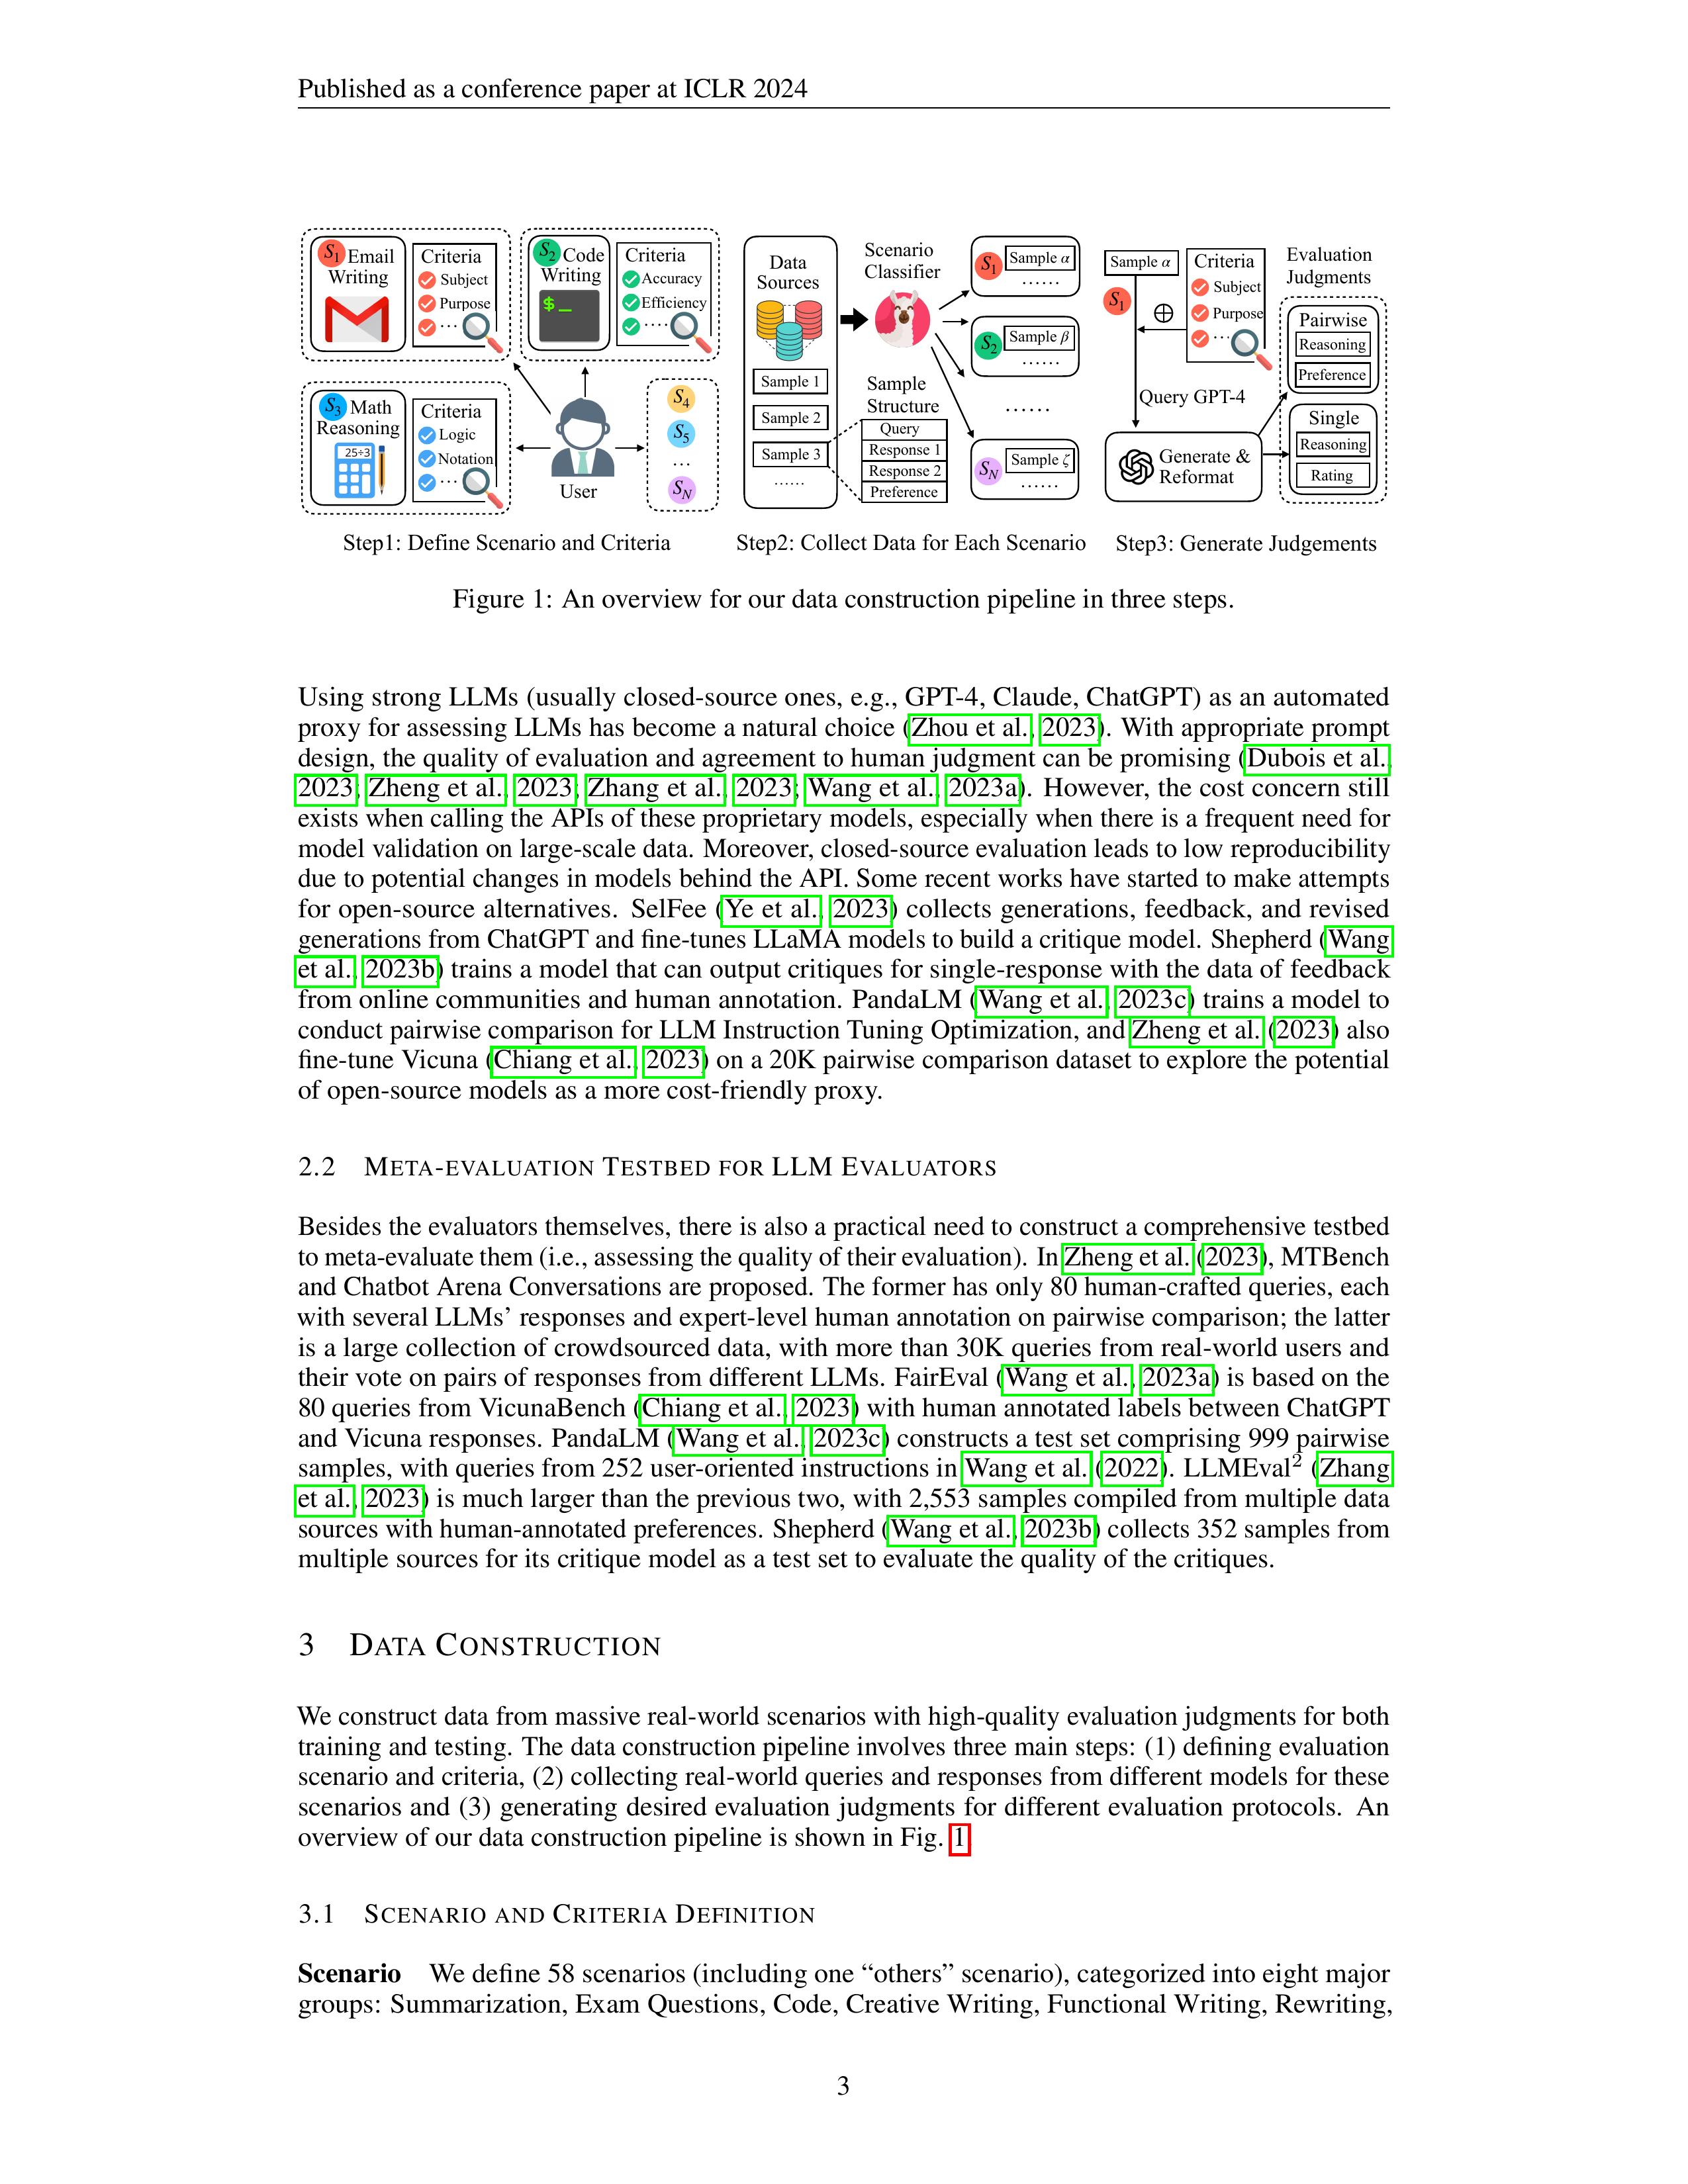 Published as a conference paper at ICLR 2024
S1 Email
Writing
Criteria
Subject
Purpose
...
S2 Code
Writing
$ _
Criteria
Accuracy
Efficiency
....
S3 Math
Reasoning
25÷3
Criteria
Logic
Notation
...
User
S4
S5
...
SN
Step1: Define Scenario and Criteria
Data
Sources
Sample 1
Sample 2
Sample 3
......
Scenario
Classifier
Sample
Structure
Query
Response 1
Response 2
Preference
S1 Sample α
......
S2 Sample β
......
......
SN Sample ζ
......
Step2: Collect Data for Each Scenario
Sample α
S1
⊕
Criteria
Subject
Purpose
...
Query GPT-4
Generate &
Reformat
Evaluation
Judgments
Pairwise
Reasoning
Preference
Single
Reasoning
Rating
Step3: Generate Judgements
Figure 1: An overview for our data construction pipeline in three steps.
Using strong LLMs (usually closed-source ones, e.g., GPT-4, Claude, ChatGPT) as an automated
proxy for assessing LLMs has become a natural choice (Zhou et al., 2023). With appropriate prompt
design, the quality of evaluation and agreement to human judgment can be promising (Dubois et al.,
2023; Zheng et al., 2023; Zhang et al., 2023; Wang et al., 2023a). However, the cost concern still
exists when calling the APIs of these proprietary models, especially when there is a frequent need for
model validation on large-scale data. Moreover, closed-source evaluation leads to low reproducibility
due to potential changes in models behind the API. Some recent works have started to make attempts
for open-source alternatives. SelFee (Ye et al., 2023) collects generations, feedback, and revised
generations from ChatGPT and fine-tunes LLaMA models to build a critique model. Shepherd (Wang
et al., 2023b) trains a model that can output critiques for single-response with the data of feedback
from online communities and human annotation. PandaLM (Wang et al., 2023c) trains a model to
conduct pairwise comparison for LLM Instruction Tuning Optimization, and Zheng et al. (2023) also
fine-tune Vicuna (Chiang et al., 2023) on a 20K pairwise comparison dataset to explore the potential
of open-source models as a more cost-friendly proxy.
2.2 META-EVALUATION TESTBED FOR LLM EVALUATORS
Besides the evaluators themselves, there is also a practical need to construct a comprehensive testbed
to meta-evaluate them (i.e., assessing the quality of their evaluation). In Zheng et al. (2023), MTBench
and Chatbot Arena Conversations are proposed. The former has only 80 human-crafted queries, each
with several LLMs' responses and expert-level human annotation on pairwise comparison; the latter
is a large collection of crowdsourced data, with more than 30K queries from real-world users and
their vote on pairs of responses from different LLMs. FairEval (Wang et al., 2023a) is based on the
80 queries from VicunaBench (Chiang et al., 2023) with human annotated labels between ChatGPT
and Vicuna responses. PandaLM (Wang et al., 2023c) constructs a test set comprising 999 pairwise
samples, with queries from 252 user-oriented instructions in Wang et al. (2022). LLMEval² (Zhang
et al., 2023) is much larger than the previous two, with 2,553 samples compiled from multiple data
sources with human-annotated preferences. Shepherd (Wang et al., 2023b) collects 352 samples from
multiple sources for its critique model as a test set to evaluate the quality of the critiques.
3 DATA CONSTRUCTION
We construct data from massive real-world scenarios with high-quality evaluation judgments for both
training and testing. The data construction pipeline involves three main steps: (1) defining evaluation
scenario and criteria, (2) collecting real-world queries and responses from different models for these
scenarios and (3) generating desired evaluation judgments for different evaluation protocols. An
overview of our data construction pipeline is shown in Fig. 1.
3.1 SCENARIO AND CRITERIA DEFINITION
Scenario We define 58 scenarios (including one “others” scenario), categorized into eight major
groups: Summarization, Exam Questions, Code, Creative Writing, Functional Writing, Rewriting,
3